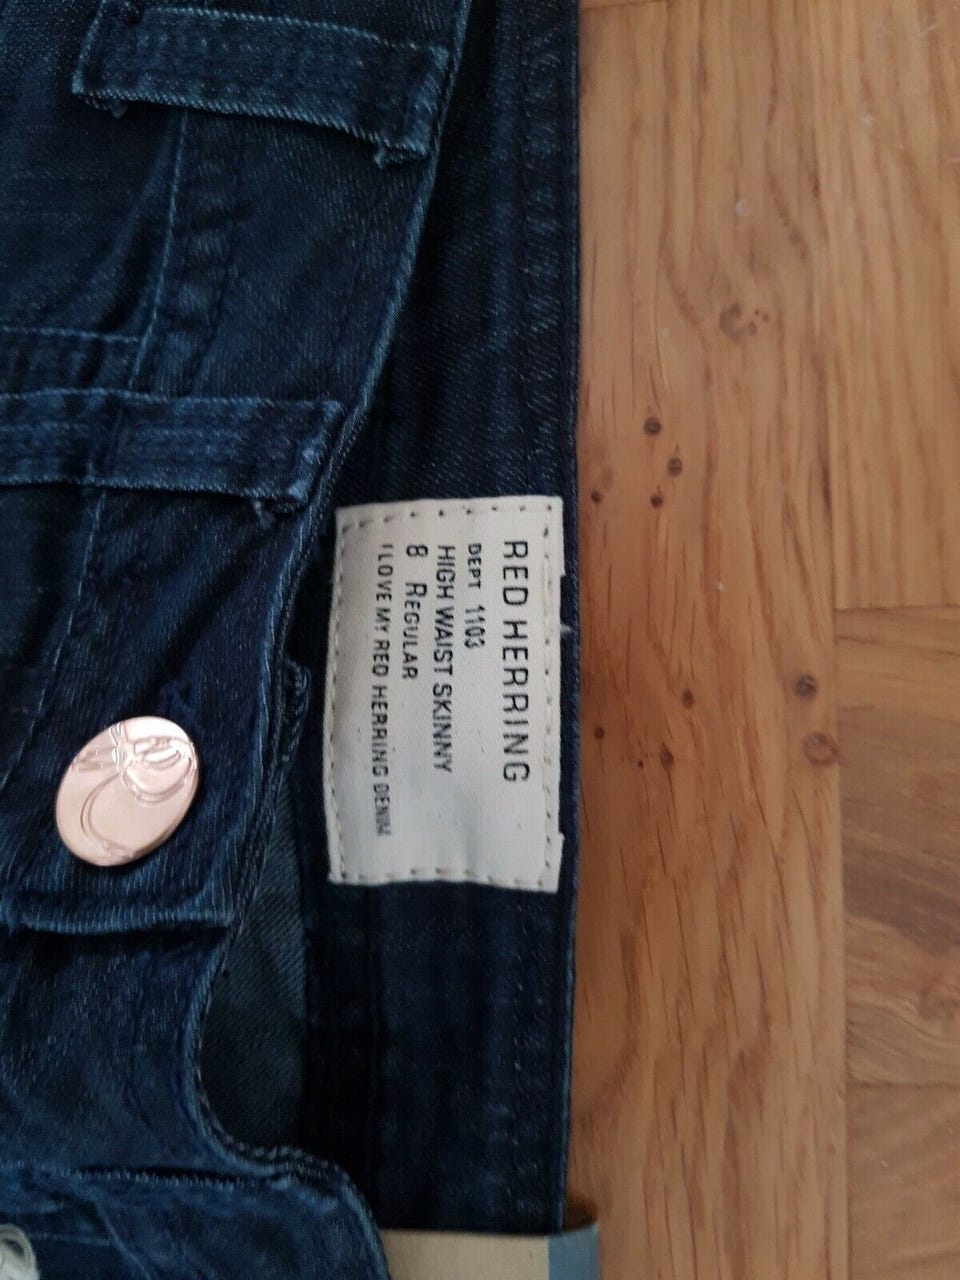 RED HERRING
DEPT 1103
HIGH WAIST SKINNY
8 REGULAR
I LOVE MY RED HERRING DENIM